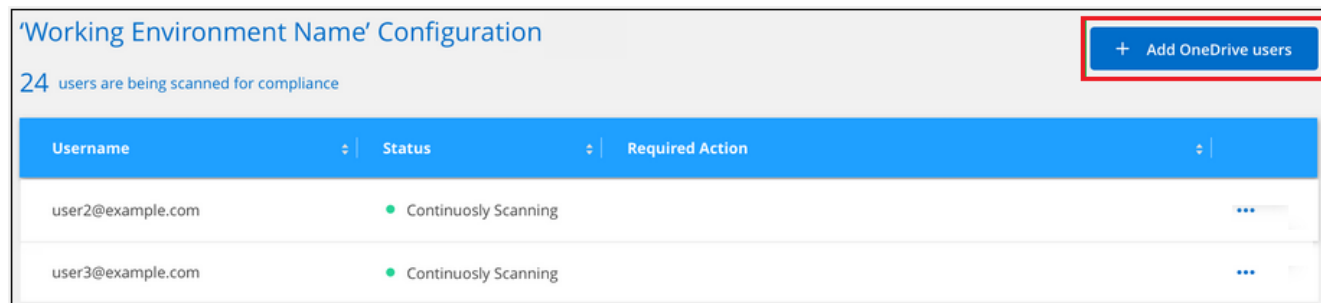 ‘Working Environment Name’ Configuration
+ Add OneDrive users
24 users are being scanned for compliance
Username Status Required Action
user2@example.com Continuosly Scanning
user3@example.com Continuosly Scanning